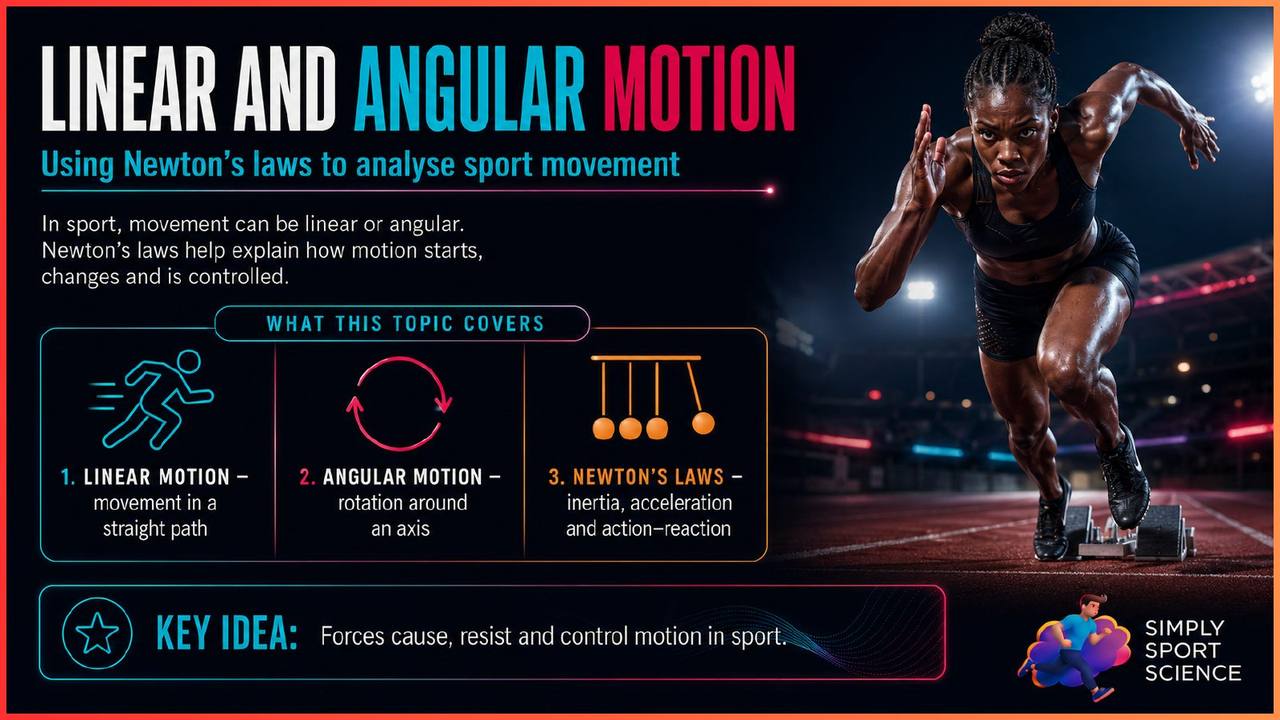 LINEAR AND ANGULAR MOTION
Using Newton's laws to analyse sport movement
In sport, movement can be linear or angular.
Newton's laws help explain how motion starts,
changes and is controlled.
WHAT THIS TOPIC COVERS
1. LINEAR MOTION –
movement in a
straight path
2. ANGULAR MOTION –
rotation around
an axis
3. NEWTON'S LAWS –
inertia, acceleration
and action–reaction
KEY IDEA: Forces cause, resist and control motion in sport.
SIMPLY
SPORT
SCIENCE